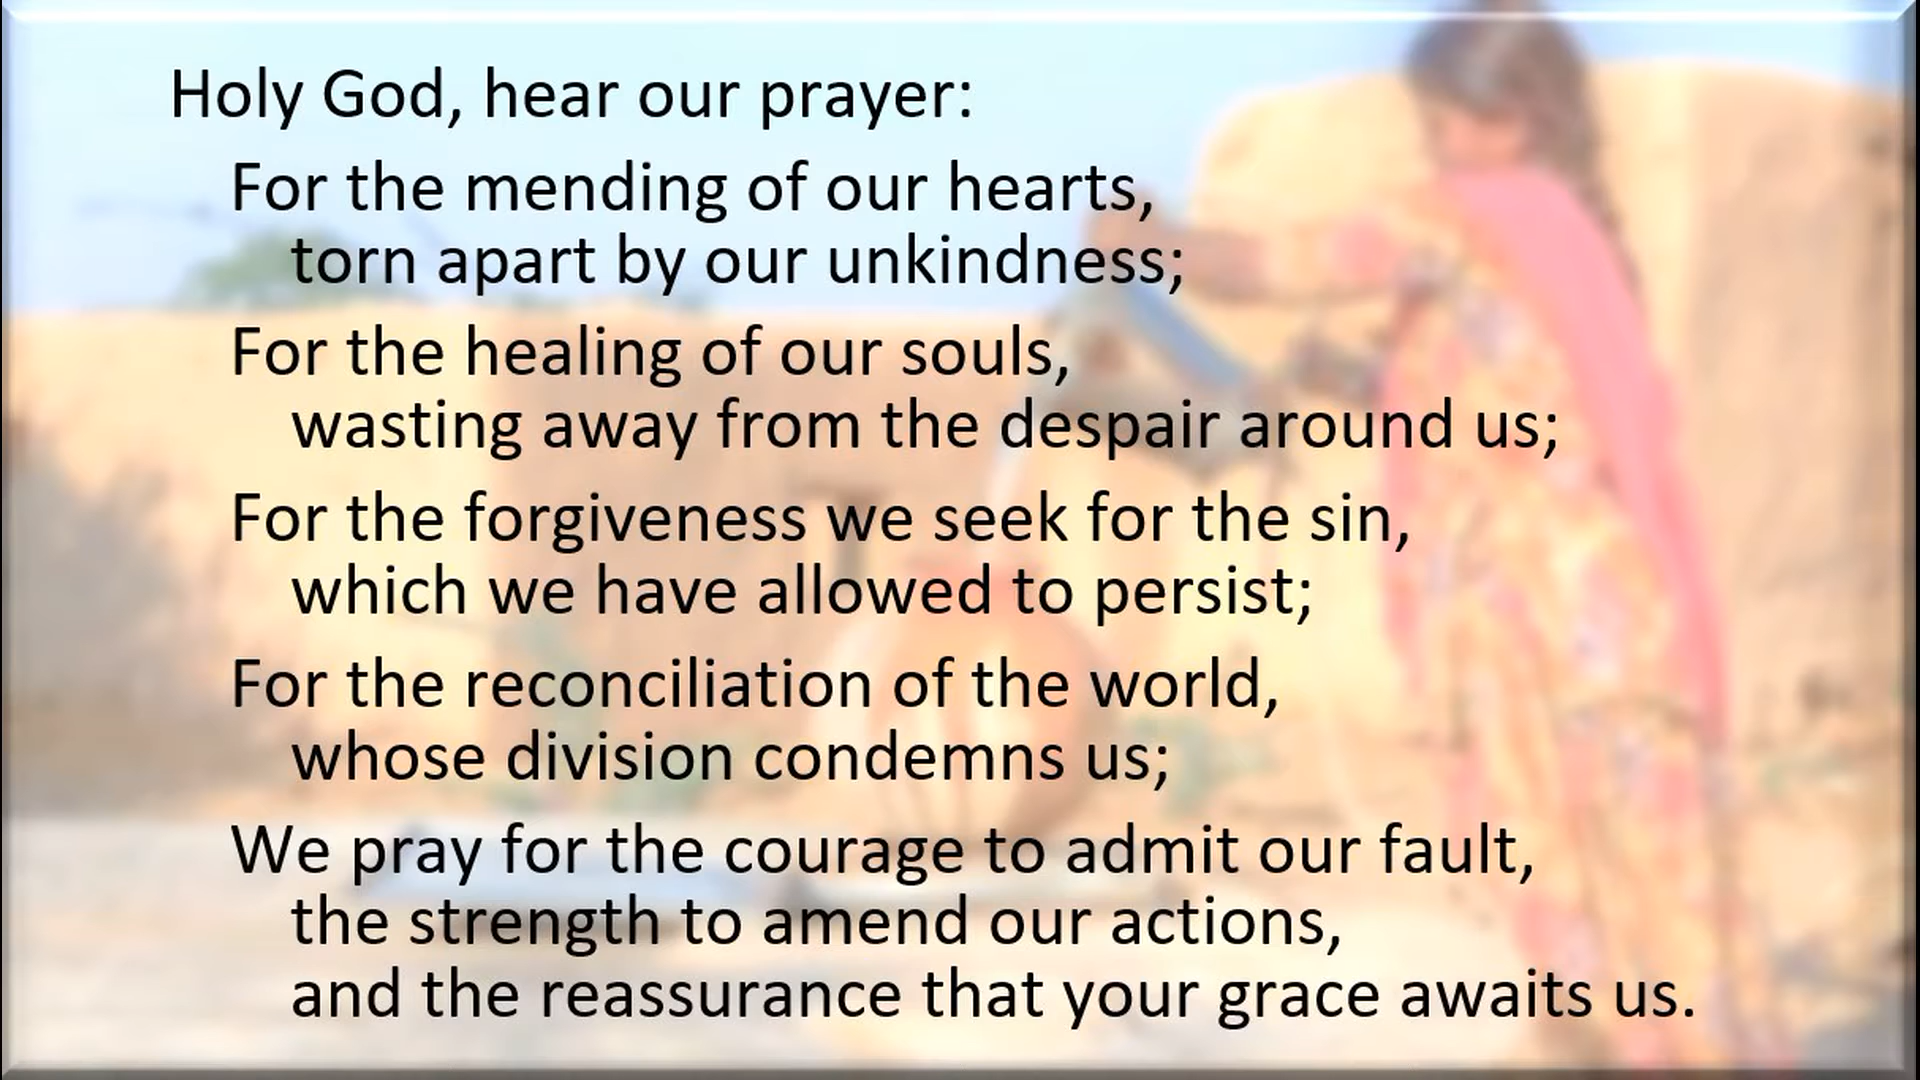 Holy God, hear our prayer:
For the mending of our hearts,
torn apart by our unkindness;
For the healing of our souls,
wasting away from the despair around us;
For the forgiveness we seek for the sin,
which we have allowed to persist;
For the reconciliation of the world,
whose division condemns us;
We pray for the courage to admit our fault,
the strength to amend our actions,
and the reassurance that your grace awaits us.